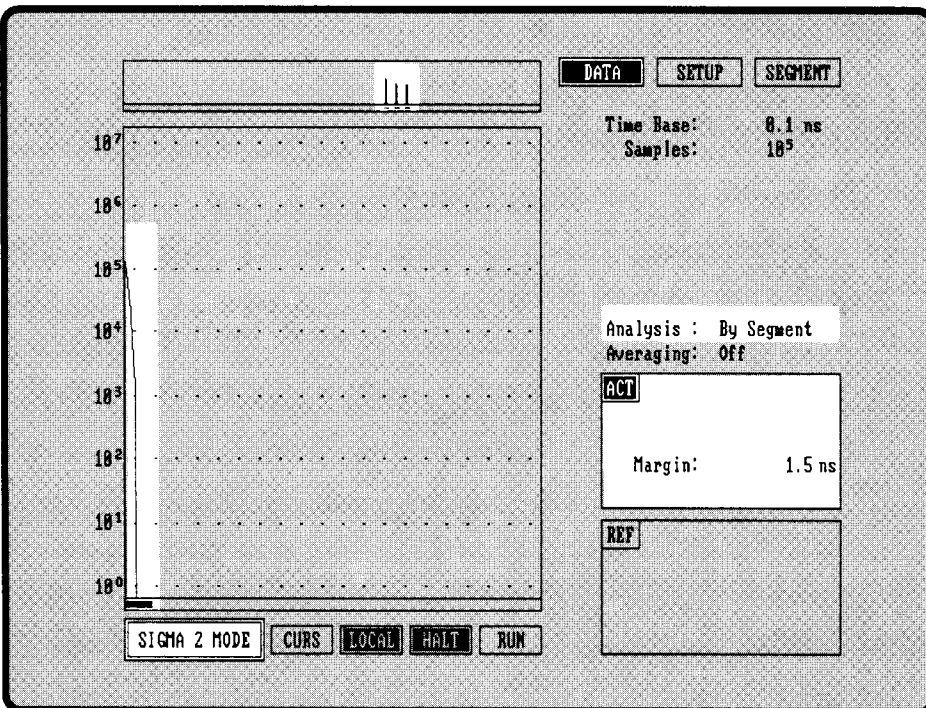 DATA SETUP SEGMENT
Time Base: 0.1 ns
Samples: 10⁵
10⁷
10⁶
10⁵
10⁴
10³
10²
10¹
10⁰
Analysis : By Segment
Averaging: Off
ACT
Margin: 1.5 ns
REF
SIGMA 2 MODE CURS LOCAL HALT RUN